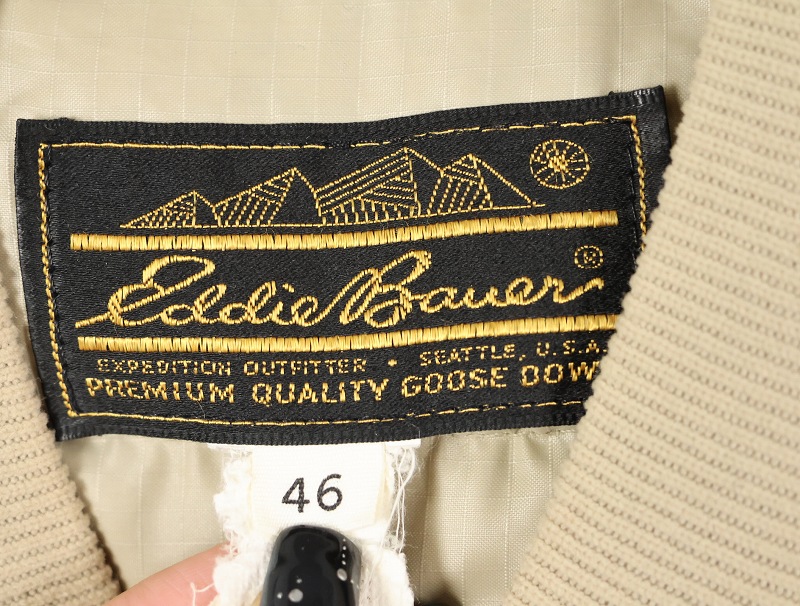 Eddie Bauer®
EXPEDITION OUTFITTER • SEATTLE, U.S.A.
PREMIUM QUALITY GOOSE DOW
46